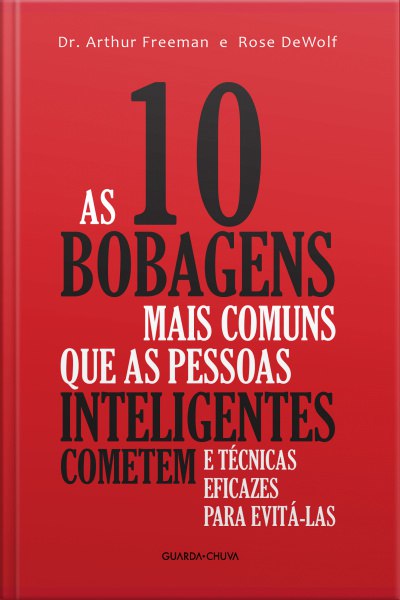 Dr. Arthur Freeman e Rose DeWolf
AS 10
BOBAGENS
MAIS COMUNS
QUE AS PESSOAS
INTELIGENTES
COMETEM E TÉCNICAS
EFICAZES
PARA EVITÁ-LAS
GUARDA•CHUVA